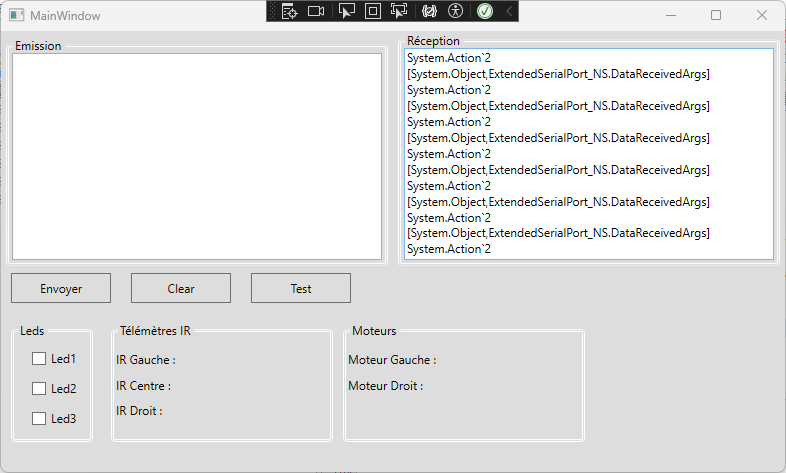 MainWindow
Emission
Réception
System.Action`2
[System.Object,ExtendedSerialPort_NS.DataReceivedArgs]
System.Action`2
[System.Object,ExtendedSerialPort_NS.DataReceivedArgs]
System.Action`2
[System.Object,ExtendedSerialPort_NS.DataReceivedArgs]
System.Action`2
[System.Object,ExtendedSerialPort_NS.DataReceivedArgs]
System.Action`2
[System.Object,ExtendedSerialPort_NS.DataReceivedArgs]
System.Action`2
[System.Object,ExtendedSerialPort_NS.DataReceivedArgs]
System.Action`2
Envoyer
Clear
Test
Leds
Led1
Led2
Led3
Télémètres IR
IR Gauche :
IR Centre :
IR Droit :
Moteurs
Moteur Gauche :
Moteur Droit :